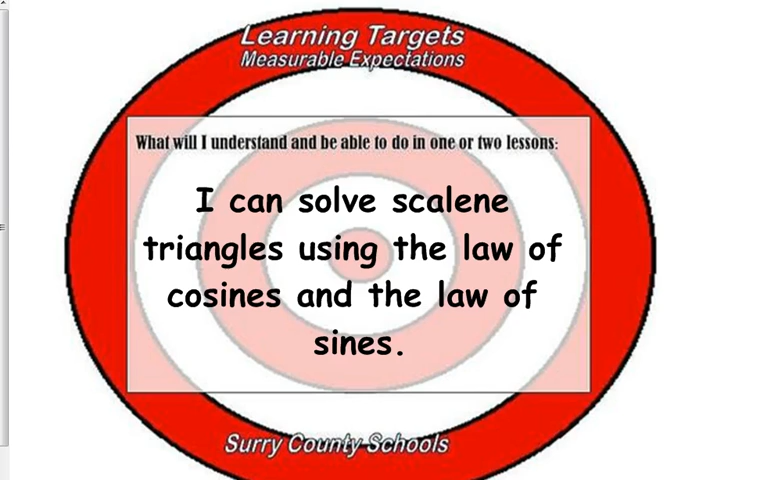 Learning Targets
Measurable Expectations
What will I understand and be able to do in one or two lessons:
I can solve scalene
triangles using the law of
cosines and the law of
sines.
Surry County Schools